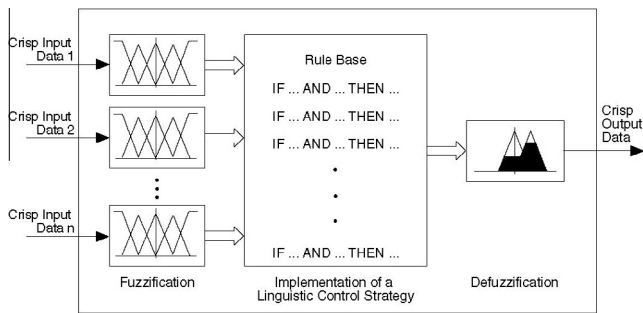 Crisp Input
Data 1
Crisp Input
Data 2
Crisp Input
Data n
Rule Base
IF ... AND ... THEN ...
IF ... AND ... THEN ...
IF ... AND ... THEN ...
IF ... AND ... THEN ...
Crisp
Output
Data
Fuzzification
Implementation of a
Linguistic Control Strategy
Defuzzification